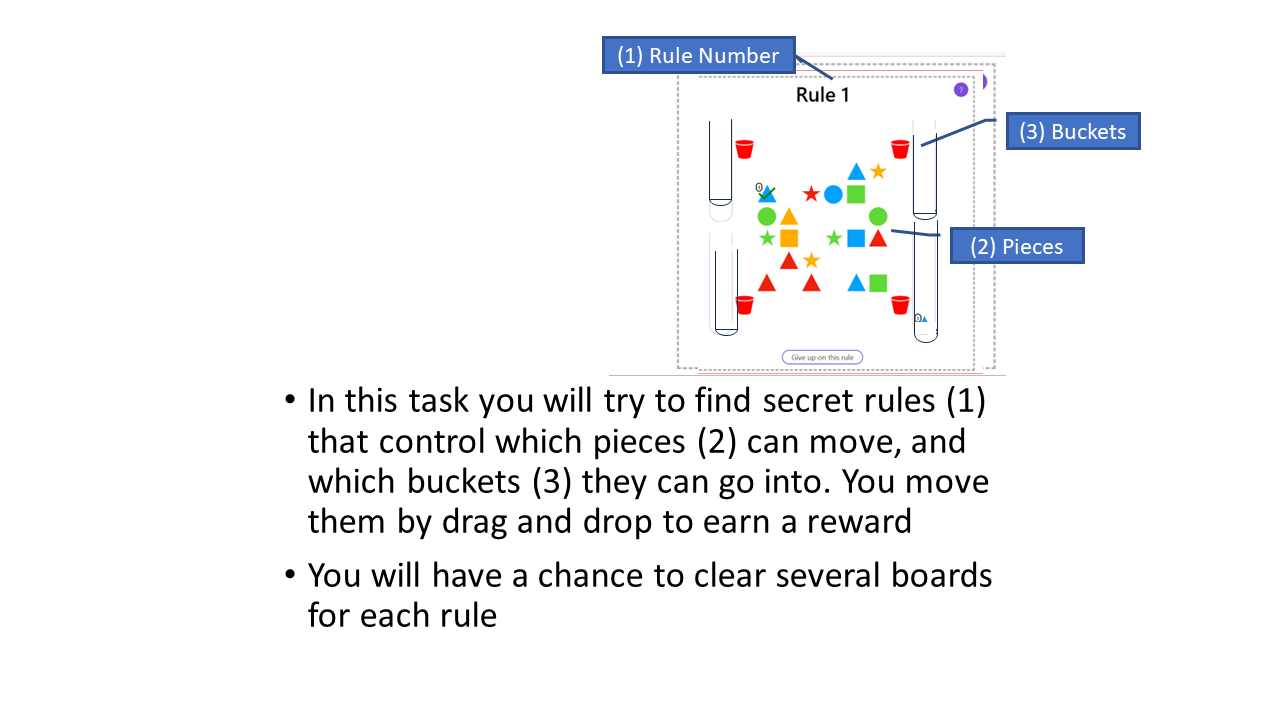 (1) Rule Number
Rule 1
?
(3) Buckets
0
(2) Pieces
0
Give up on this rule
• In this task you will try to find secret rules (1)
that control which pieces (2) can move, and
which buckets (3) they can go into. You move
them by drag and drop to earn a reward
• You will have a chance to clear several boards
for each rule